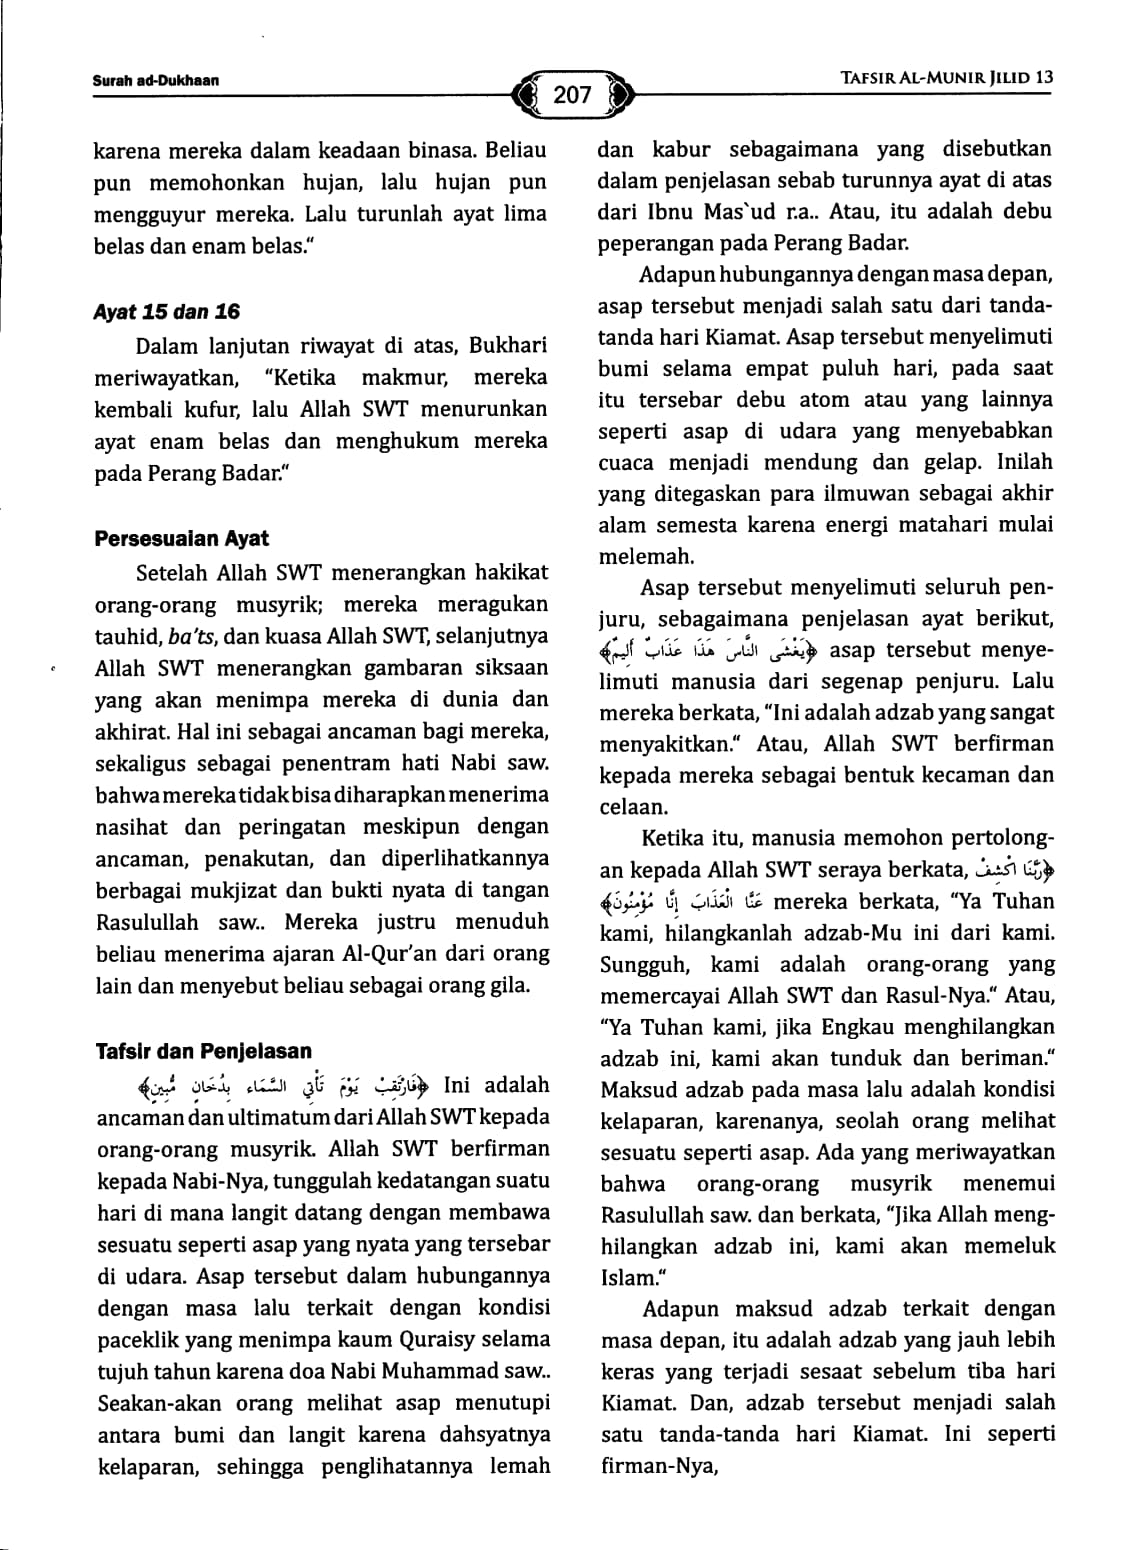 Surah ad-Dukhaan
207
TAFSIR AL-MUNIR JILID 13
karena mereka dalam keadaan binasa. Beliau
pun memohonkan hujan, lalu hujan pun
mengguyur mereka. Lalu turunlah ayat lima
belas dan enam belas.“
Ayat 15 dan 16
Dalam lanjutan riwayat di atas, Bukhari
meriwayatkan, “Ketika makmur, mereka
kembali kufur, lalu Allah SWT menurunkan
ayat enam belas dan menghukum mereka
pada Perang Badar.“
Persesuaian Ayat
Setelah Allah SWT menerangkan hakikat
orang-orang musyrik; mereka meragukan
tauhid, ba’ts, dan kuasa Allah SWT, selanjutnya
Allah SWT menerangkan gambaran siksaan
yang akan menimpa mereka di dunia dan
akhirat. Hal ini sebagai ancaman bagi mereka,
sekaligus sebagai penentram hati Nabi saw.
bahwa mereka tidak bisa diharapkan menerima
nasihat dan peringatan meskipun dengan
ancaman, penakutan, dan diperlihatkannya
berbagai mukjizat dan bukti nyata di tangan
Rasulullah saw.. Mereka justru menuduh
beliau menerima ajaran Al-Qur’an dari orang
lain dan menyebut beliau sebagai orang gila.
Tafsir dan Penjelasan
﴿فَارْتَقِبْ يَوْمَ تَأْتِي السَّمَاء بِدُخَانٍ مُّبِينٍ﴾ Ini adalah
ancaman dan ultimatum dari Allah SWT kepada
orang-orang musyrik. Allah SWT berfirman
kepada Nabi-Nya, tunggulah kedatangan suatu
hari di mana langit datang dengan membawa
sesuatu seperti asap yang nyata yang tersebar
di udara. Asap tersebut dalam hubungannya
dengan masa lalu terkait dengan kondisi
paceklik yang menimpa kaum Quraisy selama
tujuh tahun karena doa Nabi Muhammad saw..
Seakan-akan orang melihat asap menutupi
antara bumi dan langit karena dahsyatnya
kelaparan, sehingga penglihatannya lemah
dan kabur sebagaimana yang disebutkan
dalam penjelasan sebab turunnya ayat di atas
dari Ibnu Mas`ud r.a.. Atau, itu adalah debu
peperangan pada Perang Badar.
Adapun hubungannya dengan masa depan,
asap tersebut menjadi salah satu dari tanda-
tanda hari Kiamat. Asap tersebut menyelimuti
bumi selama empat puluh hari, pada saat
itu tersebar debu atom atau yang lainnya
seperti asap di udara yang menyebabkan
cuaca menjadi mendung dan gelap. Inilah
yang ditegaskan para ilmuwan sebagai akhir
alam semesta karena energi matahari mulai
melemah.
Asap tersebut menyelimuti seluruh pen-
juru, sebagaimana penjelasan ayat berikut,
﴿يَغْشَى النَّاسَ هَذَا عَذَابٌ أَلِيمٌ﴾ asap tersebut menye-
limuti manusia dari segenap penjuru. Lalu
mereka berkata, “Ini adalah adzab yang sangat
menyakitkan.“ Atau, Allah SWT berfirman
kepada mereka sebagai bentuk kecaman dan
celaan.
Ketika itu, manusia memohon pertolong-
an kepada Allah SWT seraya berkata, ﴿رَبَّنَا اكْشِفْ
عَنَّا الْعَذَابَ إِنَّا مُؤْمِنُونَ﴾ mereka berkata, “Ya Tuhan
kami, hilangkanlah adzab-Mu ini dari kami.
Sungguh, kami adalah orang-orang yang
memercayai Allah SWT dan Rasul-Nya.“ Atau,
“Ya Tuhan kami, jika Engkau menghilangkan
adzab ini, kami akan tunduk dan beriman.“
Maksud adzab pada masa lalu adalah kondisi
kelaparan, karenanya, seolah orang melihat
sesuatu seperti asap. Ada yang meriwayatkan
bahwa orang-orang musyrik menemui
Rasulullah saw. dan berkata, “Jika Allah meng-
hilangkan adzab ini, kami akan memeluk
Islam.“
Adapun maksud adzab terkait dengan
masa depan, itu adalah adzab yang jauh lebih
keras yang terjadi sesaat sebelum tiba hari
Kiamat. Dan, adzab tersebut menjadi salah
satu tanda-tanda hari Kiamat. Ini seperti
firman-Nya,